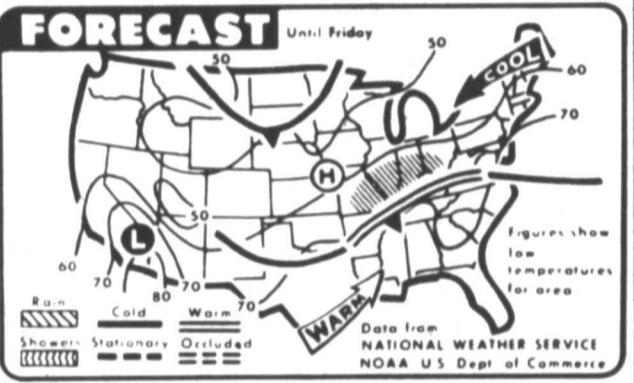 FORECAST
Until Friday
50
50
COOL
60
70
H
50
L
60
70
80
70
70
WARM
Figures show
low
temperatures
for area
Rain
Cold
Warm
Showers
Stationary
Occluded
Data from
NATIONAL WEATHER SERVICE
NOAA US Dept of Commerce